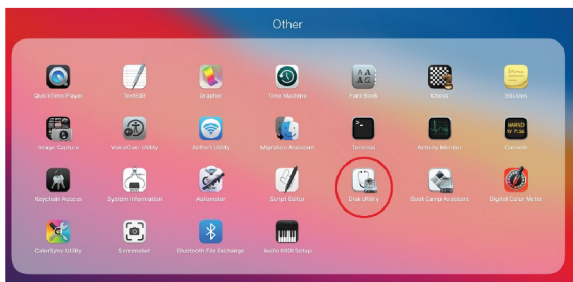 Other
QuickTime Player TextEdit Grapher Time Machine Font Book Chess Stickies
Image Capture VoiceOver Utility AirPort Utility Migration Assistant Terminal Activity Monitor Console
Keychain Access System Information Automator Script Editor Disk Utility Boot Camp Assistant Digital Color Meter
ColorSync Utility Screenshot Bluetooth File Exchange Audio MIDI Setup